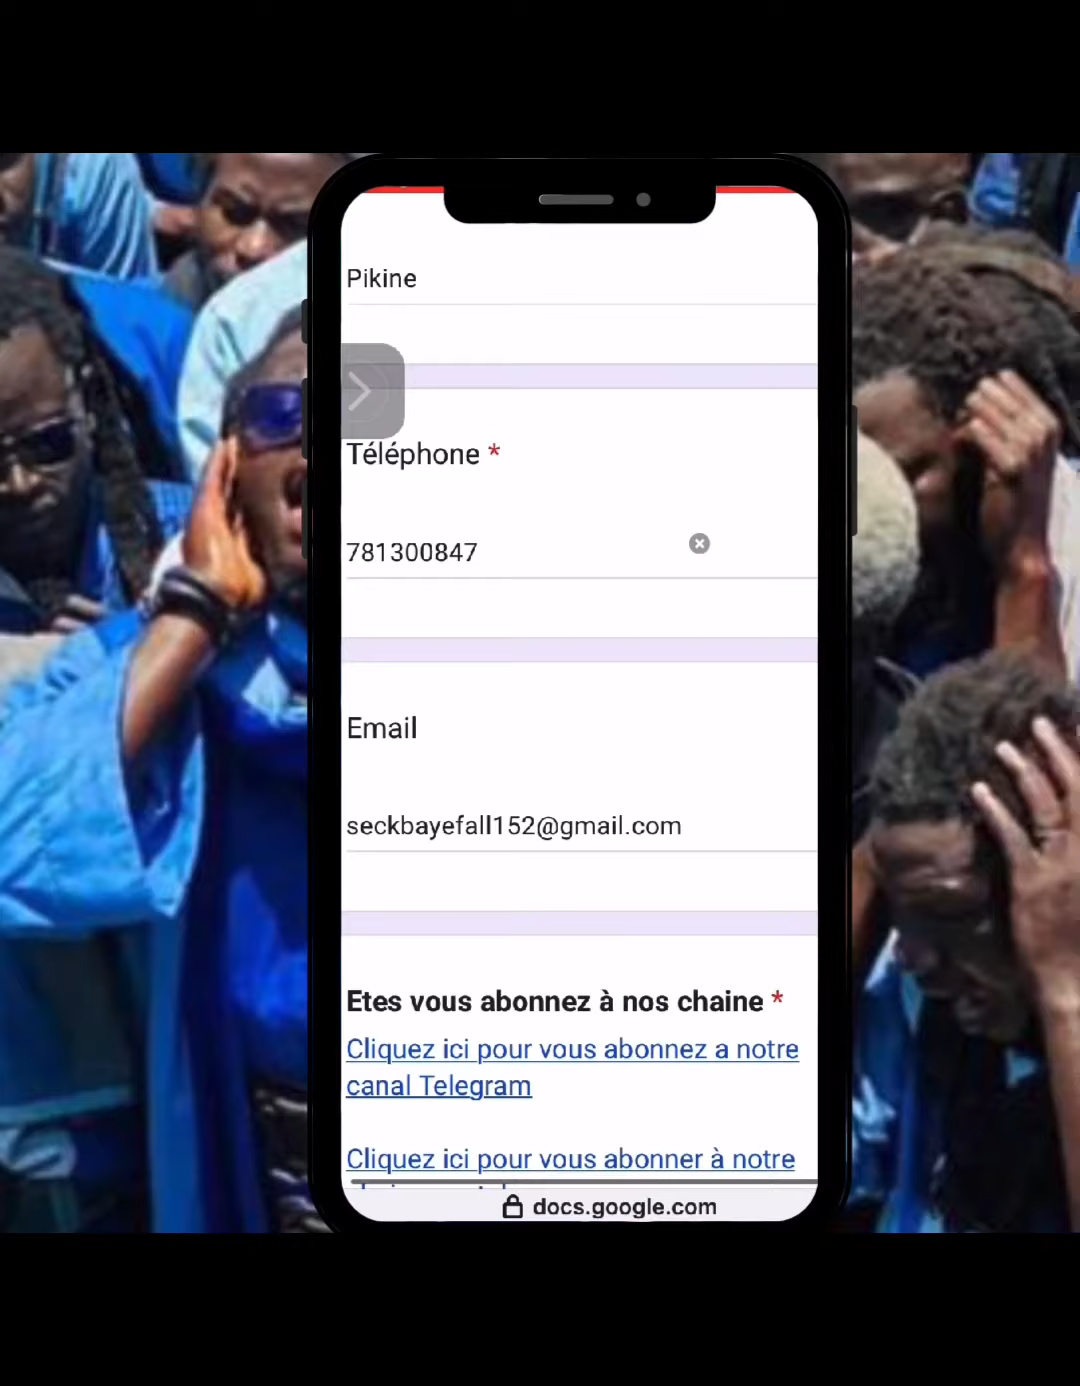 Pikine
Téléphone *
781300847
Email
seckbayefall152@gmail.com
Etes vous abonnez à nos chaine *
Cliquez ici pour vous abonnez a notre
canal Telegram
Cliquez ici pour vous abonner à notre
docs.google.com